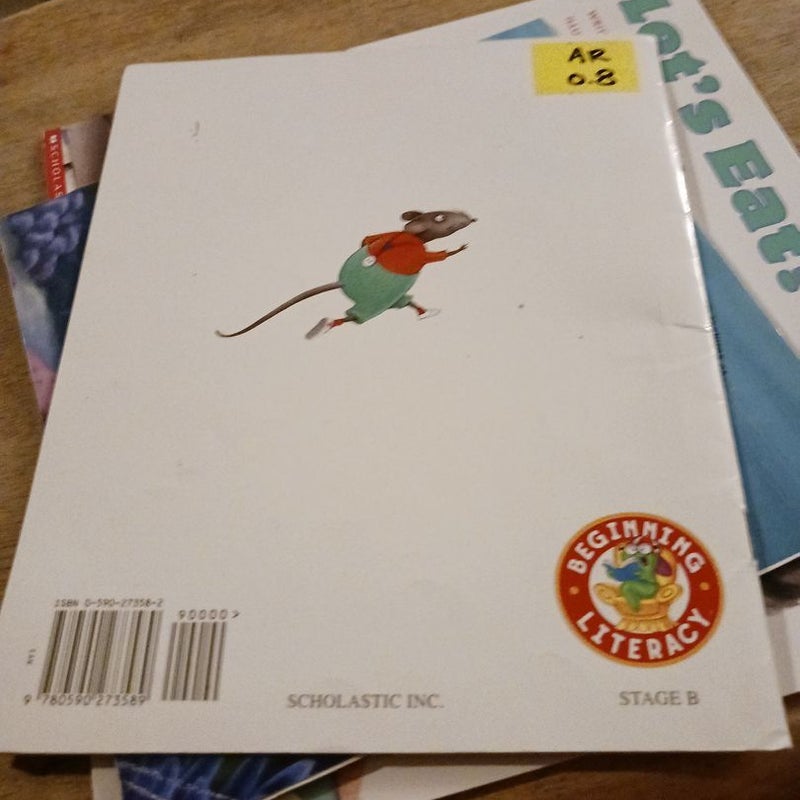 AR
0.8
Let's Eat!
SCHOLAS
BEGINNING
LITERACY
ISBN 0-590-27358-2
90000>
9 780590 273589
SCHOLASTIC INC.
STAGE B